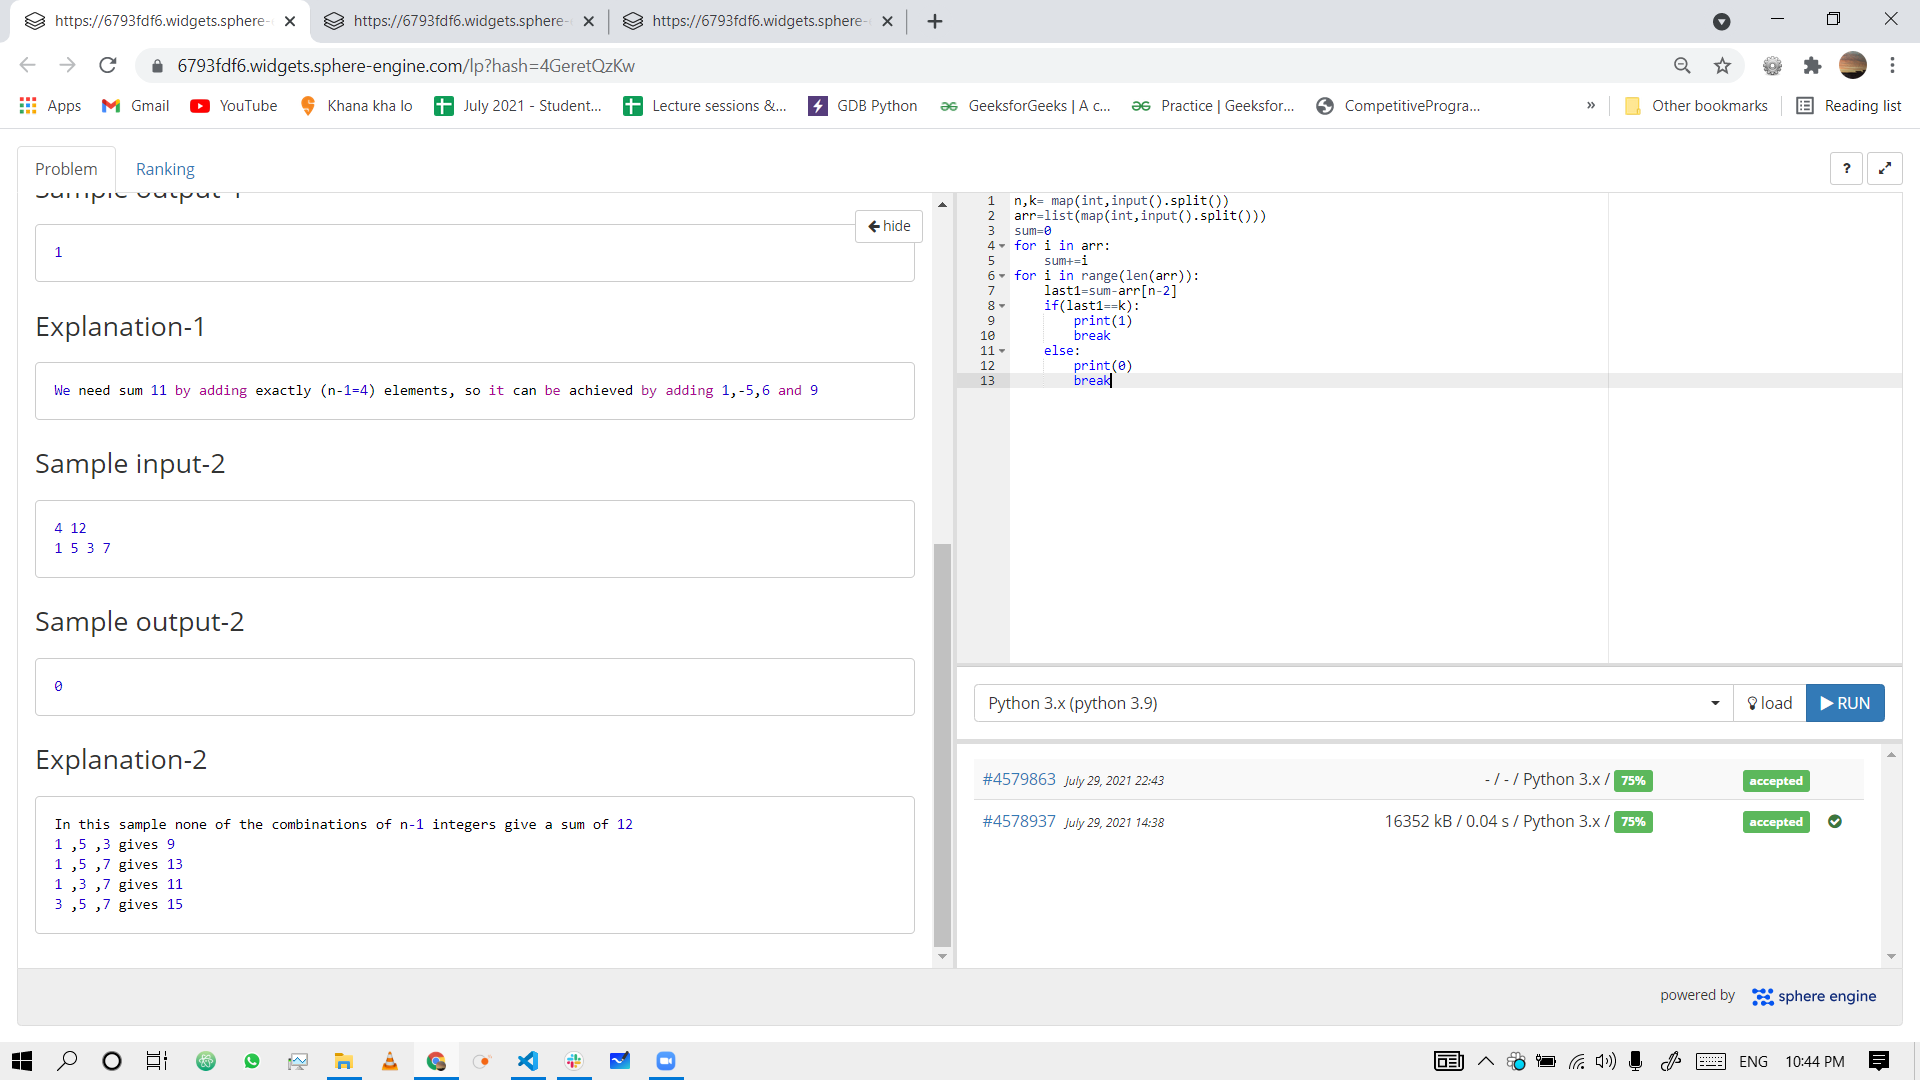 https://6793fdf6.widgets.sphere-
https://6793fdf6.widgets.sphere-
https://6793fdf6.widgets.sphere-
6793fdf6.widgets.sphere-engine.com/lp?hash=4GeretQzKw
Apps Gmail YouTube Khana kha lo July 2021 - Student... Lecture sessions &... GDB Python GeeksforGeeks | A c... Practice | Geeksfor... CompetitiveProgra... » Other bookmarks Reading list
Problem Ranking ?
Sample output-1
hide
1
Explanation-1
We need sum 11 by adding exactly (n-1=4) elements, so it can be achieved by adding 1,-5,6 and 9
Sample input-2
4 12
1 5 3 7
Sample output-2
0
Explanation-2
In this sample none of the combinations of n-1 integers give a sum of 12
1 ,5 ,3 gives 9
1 ,5 ,7 gives 13
1 ,3 ,7 gives 11
3 ,5 ,7 gives 15
1 n,k= map(int,input().split())
2 arr=list(map(int,input().split()))
3 sum=0
4 for i in arr:
5 sum+=i
6 for i in range(len(arr)):
7 last1=sum-arr[n-2]
8 if(last1==k):
9 print(1)
10 break
11 else:
12 print(0)
13 break
Python 3.x (python 3.9) load RUN
#4579863 July 29, 2021 22:43 - / - / Python 3.x / 75% accepted
#4578937 July 29, 2021 14:38 16352 kB / 0.04 s / Python 3.x / 75% accepted
powered by sphere engine
ENG 10:44 PM